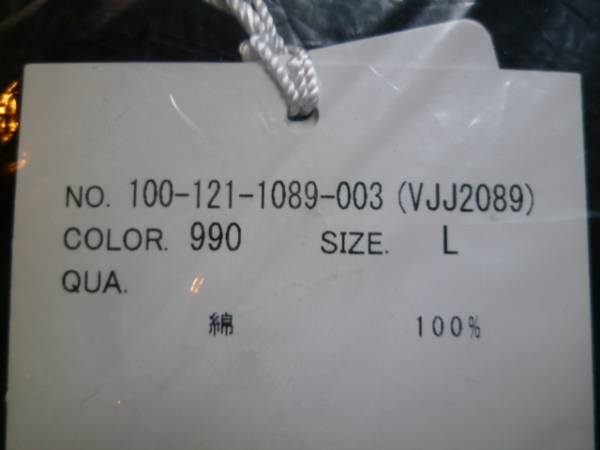 NO. 100-121-1089-003 (VJJ2089)
COLOR. 990 SIZE. L
QUA.
綿 100%